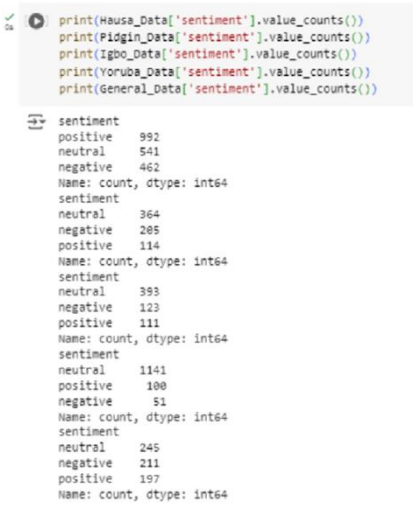 print(Hausa_Data['sentiment'].value_counts())
print(Pidgin_Data['sentiment'].value_counts())
print(Igbo_Data['sentiment'].value_counts())
print(Yoruba_Data['sentiment'].value_counts())
print(General_Data['sentiment'].value_counts())
sentiment
positive 992
neutral 541
negative 462
Name: count, dtype: int64
sentiment
neutral 364
negative 205
positive 114
Name: count, dtype: int64
sentiment
neutral 393
negative 123
positive 111
Name: count, dtype: int64
sentiment
neutral 1141
positive 100
negative 51
Name: count, dtype: int64
sentiment
neutral 245
negative 211
positive 197
Name: count, dtype: int64